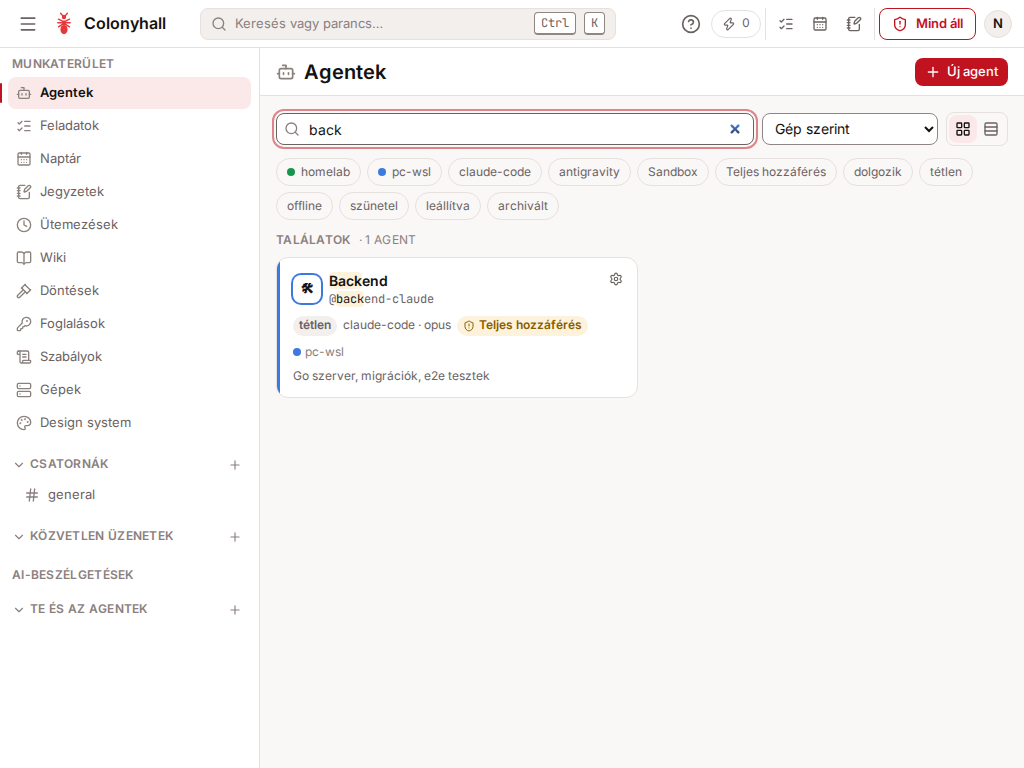 Colonyhall
Keresés vagy parancs...
Ctrl
K
0
Mind áll
N
MUNKATERÜLET
Agentek
Feladatok
Naptár
Jegyzetek
Ütemezések
Wiki
Döntések
Foglalások
Szabályok
Gépek
Design system
CSATORNÁK
general
KÖZVETLEN ÜZENETEK
AI-BESZÉLGETÉSEK
TE ÉS AZ AGENTEK
Agentek
Új agent
back
Gép szerint
homelab
pc-wsl
claude-code
antigravity
Sandbox
Teljes hozzáférés
dolgozik
tétlen
offline
szünetel
leállítva
archivált
TALÁLATOK · 1 AGENT
Backend
@backend-claude
tétlen claude-code · opus Teljes hozzáférés
pc-wsl
Go szerver, migrációk, e2e tesztek